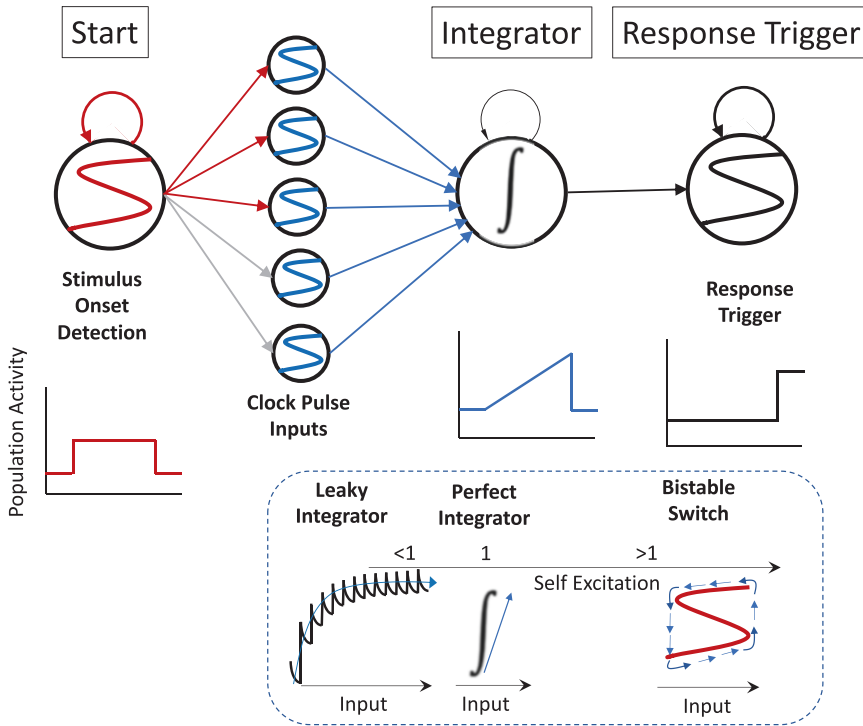 Start
Integrator
Response Trigger
Stimulus
Onset
Detection
Clock Pulse
Inputs
Response
Trigger
Population Activity
Leaky
Integrator
Perfect
Integrator
Bistable
Switch
<1
1
>1
Self Excitation
Input
Input
Input